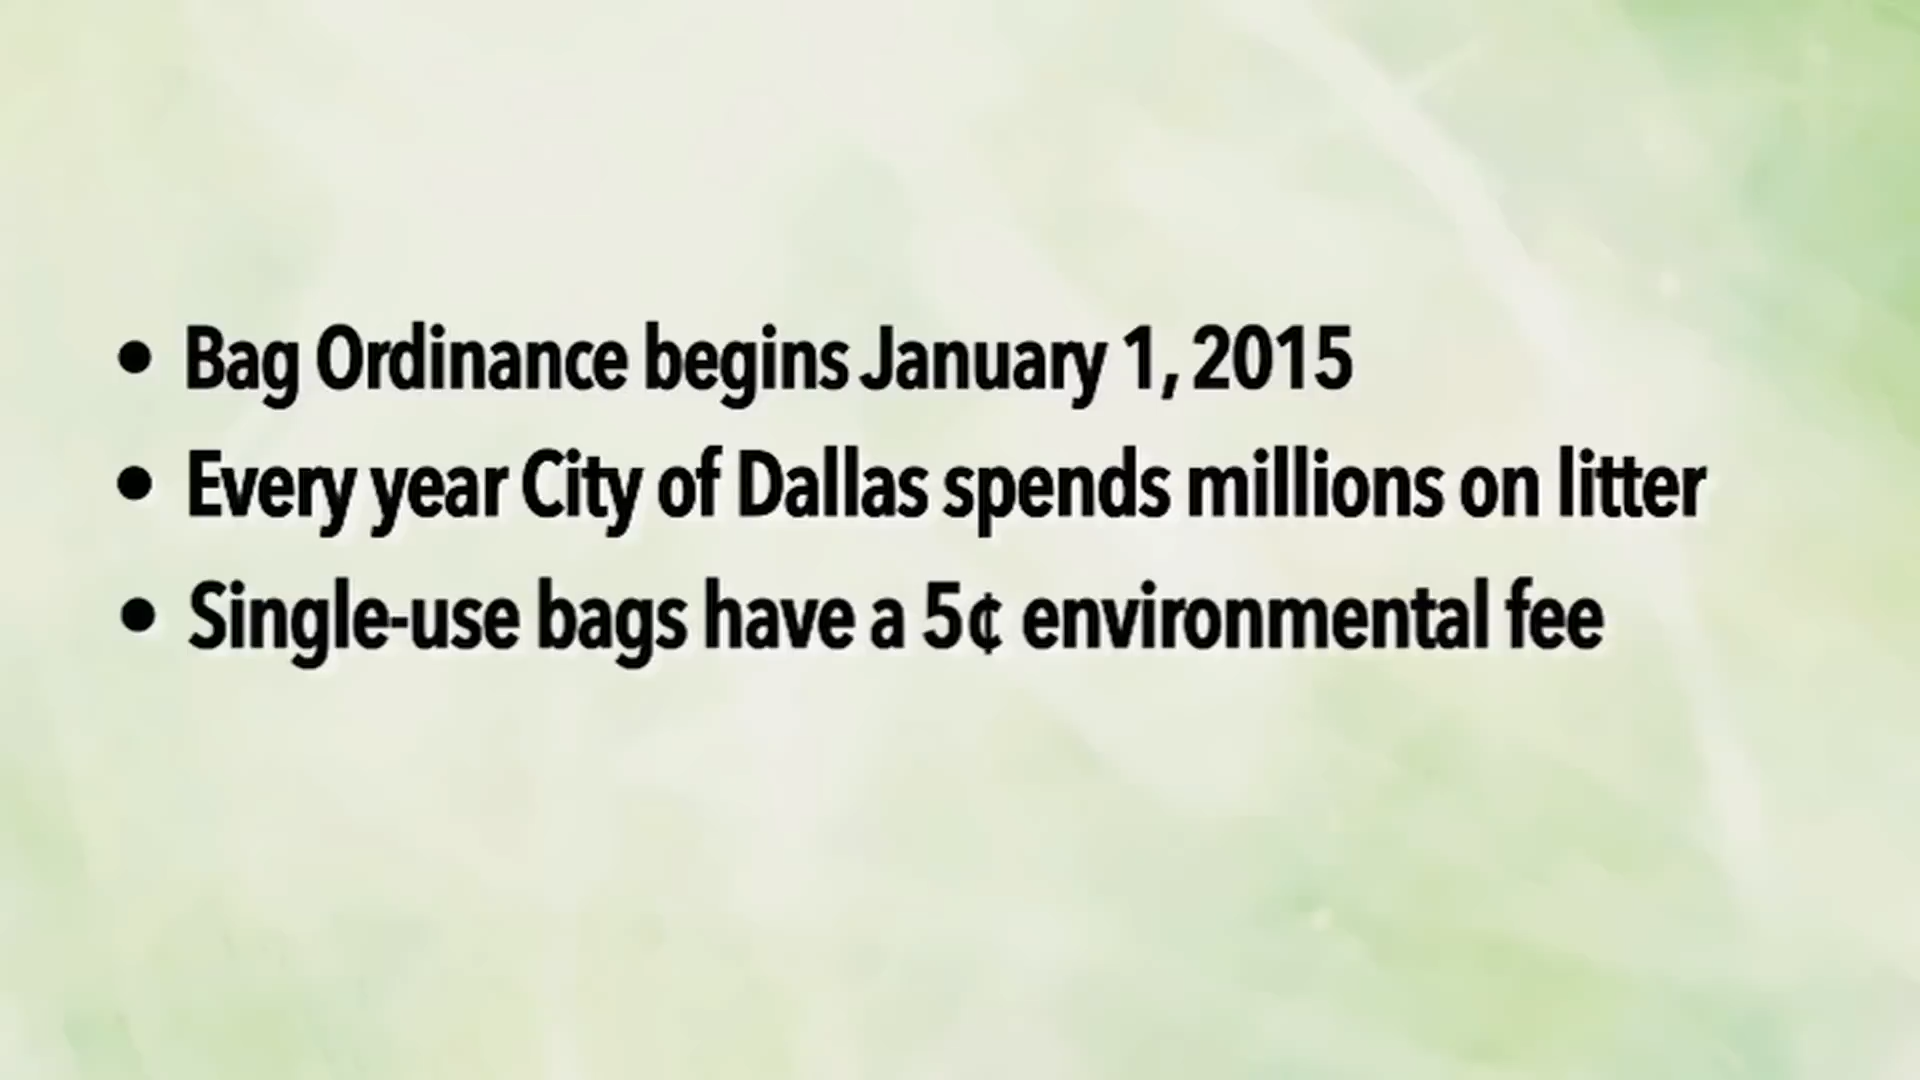 • Bag Ordinance begins January 1, 2015
• Every year City of Dallas spends millions on litter
• Single-use bags have a 5¢ environmental fee